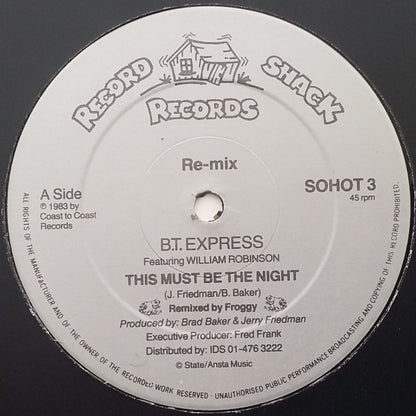 RECORD SHACK
RECORDS
Re-mix
A Side
℗ 1983 by
Coast to Coast
Records
SOHOT 3
45 rpm
B.T. EXPRESS
Featuring WILLIAM ROBINSON
THIS MUST BE THE NIGHT
(J. Friedman/B. Baker)
Remixed by Froggy
Produced by: Brad Baker & Jerry Friedman
Executive Producer: Fred Frank
Distributed by: IDS 01-476 3222
© State/Ansta Music
ALL RIGHTS OF THE MANUFACTURER AND OF THE OWNER OF THE RECORDED WORK RESERVED · UNAUTHORISED PUBLIC PERFORMANCE BROADCASTING AND COPYING OF THIS RECORD PROHIBITED.